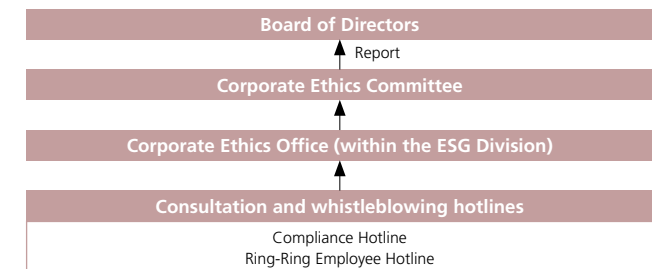 Board of Directors
Report
Corporate Ethics Committee
Corporate Ethics Office (within the ESG Division)
Consultation and whistleblowing hotlines
Compliance Hotline
Ring-Ring Employee Hotline